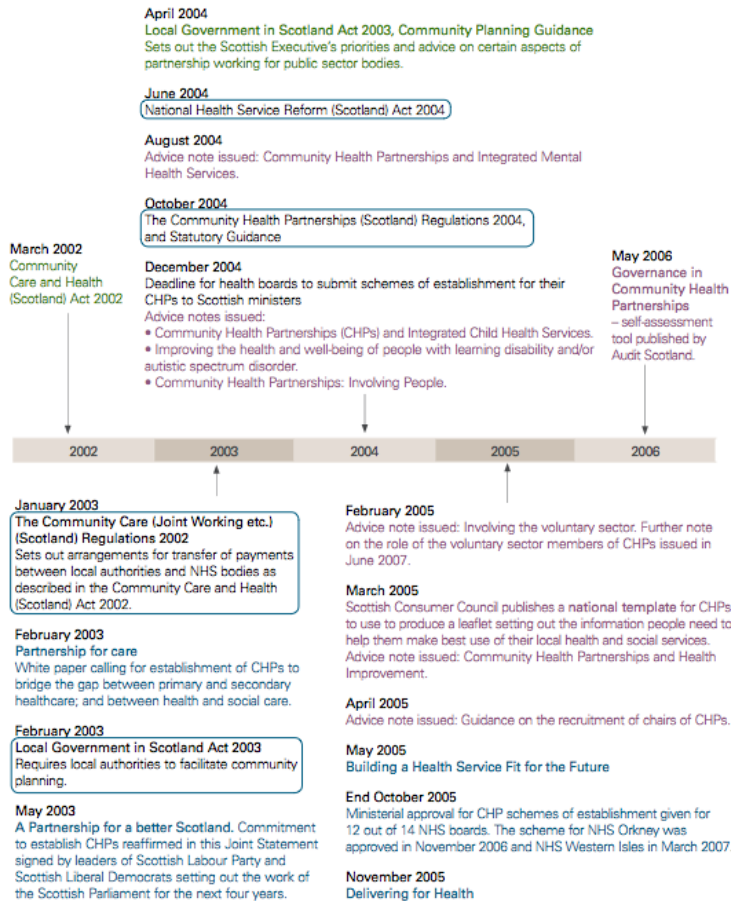 April 2004
Local Government in Scotland Act 2003, Community Planning Guidance
Sets out the Scottish Executive's priorities and advice on certain aspects of
partnership working for public sector bodies.
June 2004
National Health Service Reform (Scotland) Act 2004
August 2004
Advice note issued: Community Health Partnerships and Integrated Mental
Health Services.
October 2004
The Community Health Partnerships (Scotland) Regulations 2004,
and Statutory Guidance
March 2002
Community
Care and Health
(Scotland) Act 2002
December 2004
Deadline for health boards to submit schemes of establishment for their
CHPs to Scottish ministers
Advice notes issued:
• Community Health Partnerships (CHPs) and Integrated Child Health Services.
• Improving the health and well-being of people with learning disability and/or
autistic spectrum disorder.
• Community Health Partnerships: Involving People.
May 2006
Governance in
Community Health
Partnerships
– self-assessment
tool published by
Audit Scotland.
2002 2003 2004 2005 2006
January 2003
The Community Care (Joint Working etc.)
(Scotland) Regulations 2002
Sets out arrangements for transfer of payments
between local authorities and NHS bodies as
described in the Community Care and Health
(Scotland) Act 2002.
February 2003
Partnership for care
White paper calling for establishment of CHPs to
bridge the gap between primary and secondary
healthcare; and between health and social care.
February 2003
Local Government in Scotland Act 2003
Requires local authorities to facilitate community
planning.
May 2003
A Partnership for a better Scotland. Commitment
to establish CHPs reaffirmed in this Joint Statement
signed by leaders of Scottish Labour Party and
Scottish Liberal Democrats setting out the work of
the Scottish Parliament for the next four years.
February 2005
Advice note issued: Involving the voluntary sector. Further note
on the role of the voluntary sector members of CHPs issued in
June 2007.
March 2005
Scottish Consumer Council publishes a national template for CHPs
to use to produce a leaflet setting out the information people need to
help them make best use of their local health and social services.
Advice note issued: Community Health Partnerships and Health
Improvement.
April 2005
Advice note issued: Guidance on the recruitment of chairs of CHPs.
May 2005
Building a Health Service Fit for the Future
End October 2005
Ministerial approval for CHP schemes of establishment given for
12 out of 14 NHS boards. The scheme for NHS Orkney was
approved in November 2006 and NHS Western Isles in March 2007.
November 2005
Delivering for Health